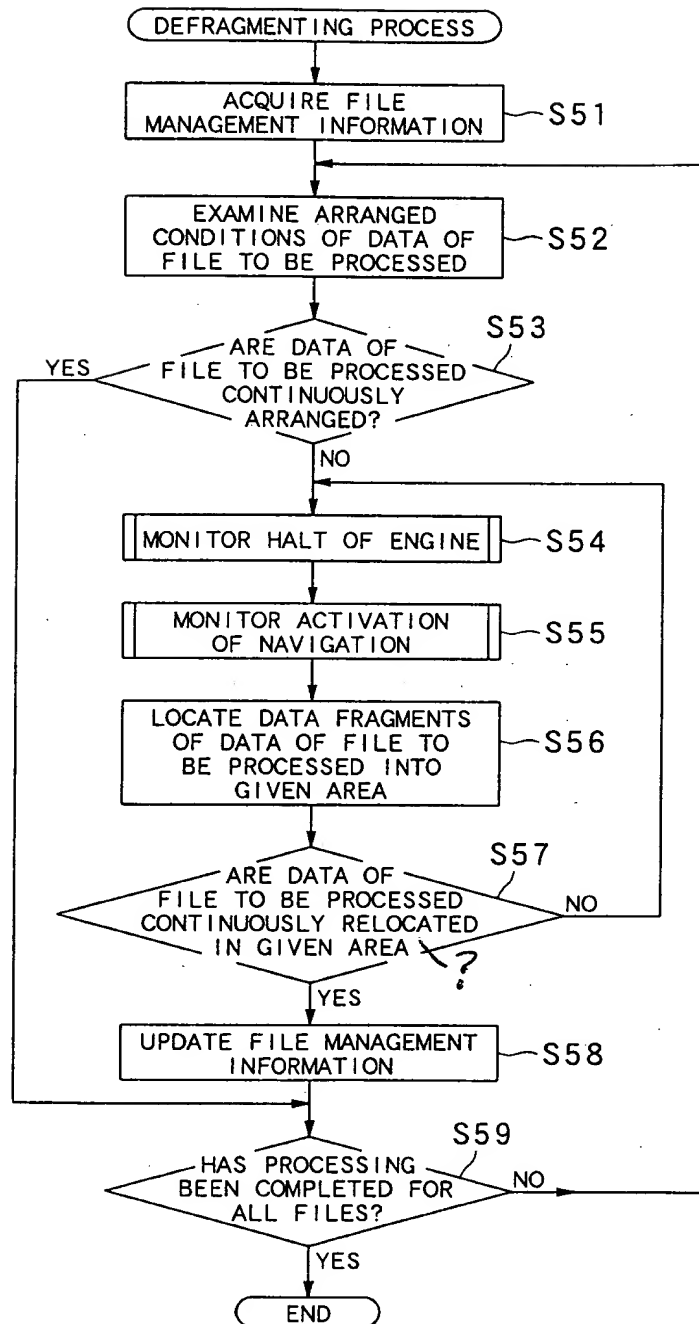 DEFRAGMENTING PROCESS
ACQUIRE FILE
MANAGEMENT INFORMATION
S51
EXAMINE ARRANGED
CONDITIONS OF DATA OF
FILE TO BE PROCESSED
S52
S53
ARE DATA OF
FILE TO BE PROCESSED
CONTINUOUSLY
ARRANGED?
YES
NO
MONITOR HALT OF ENGINE
S54
MONITOR ACTIVATION
OF NAVIGATION
S55
LOCATE DATA FRAGMENTS
OF DATA OF FILE TO
BE PROCESSED INTO
GIVEN AREA
S56
S57
ARE DATA OF
FILE TO BE PROCESSED
CONTINUOUSLY RELOCATED
IN GIVEN AREA
?
NO
YES
UPDATE FILE MANAGEMENT
INFORMATION
S58
S59
HAS PROCESSING
BEEN COMPLETED FOR
ALL FILES?
NO
YES
END